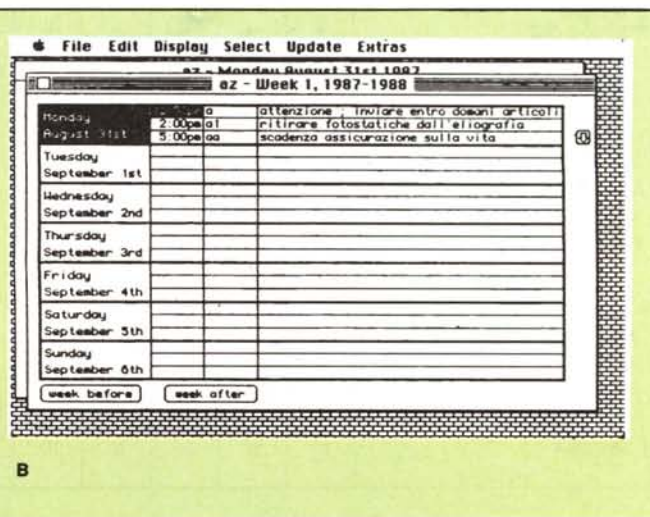 File Edit Display Select Update Extras
az - Monday August 31st 1987
az - Week 1, 1987-1988
Monday
August 31st
a attenzione ; inviare entro domani articoli
2:00pm a1 ritirare fotostatiche dall'eliografia
5:00pm aa scadenza assicurazione sulla vita
Tuesday
September 1st
Wednesday
September 2nd
Thursday
September 3rd
Friday
September 4th
Saturday
September 5th
Sunday
September 6th
week before week after
B